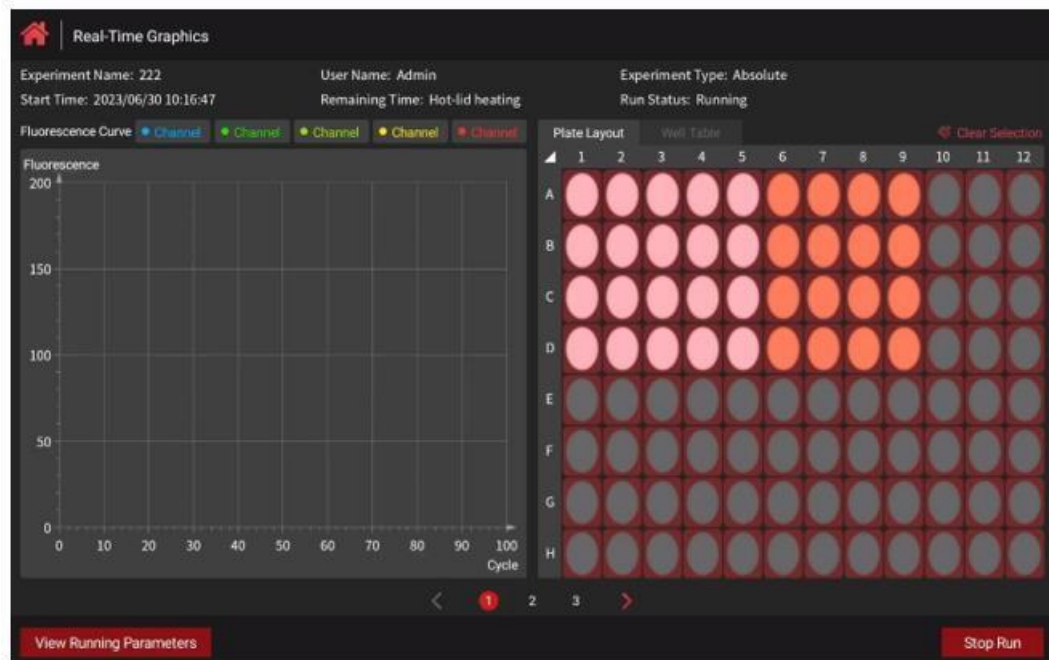 Real-Time Graphics
Experiment Name: 222 User Name: Admin Experiment Type: Absolute
Start Time: 2023/06/30 10:16:47 Remaining Time: Hot-lid heating Run Status: Running
Fluorescence Curve Channel Channel Channel Channel Channel
Plate Layout Well Table Clear Selection
Fluorescence
200
150
100
50
0
0 10 20 30 40 50 60 70 80 90 100
Cycle
1 2 3 4 5 6 7 8 9 10 11 12
A
B
C
D
E
F
G
H
1 2 3
View Running Parameters Stop Run